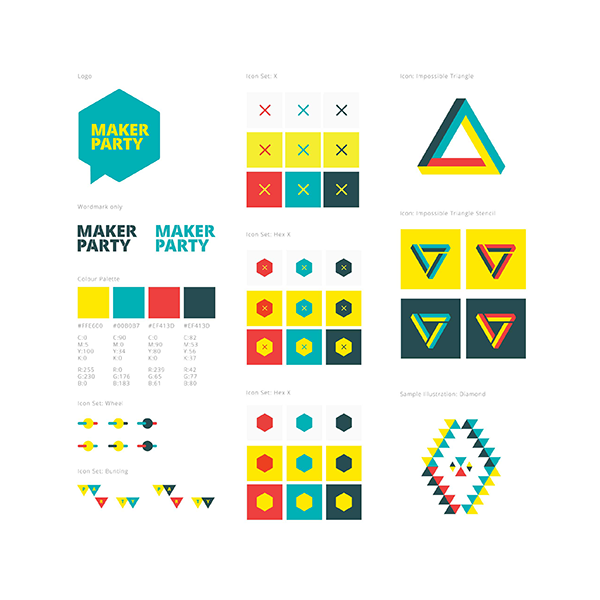 Logo
MAKER
PARTY
Wordmark only
MAKER
PARTY
MAKER
PARTY
Colour Palette
#FFE600 #00B0B7 #EF413D #EF413D
C:0 C:90 C:0 C:82
M:5 M:0 M:90 M:53
Y:100 Y:34 Y:80 Y:56
K:0 K:0 K:0 K:37
R:255 R:0 R:235 R:42
G:230 G:176 G:65 G:77
B:0 B:183 B:61 B:80
Icon Set: Wheel
Icon Set: Bunting
Icon Set: X
Icon Set: Hex X
Icon Set: Hex X
Icon: Impossible Triangle
Icon: Impossible Triangle Stencil
Sample Illustration: Diamond